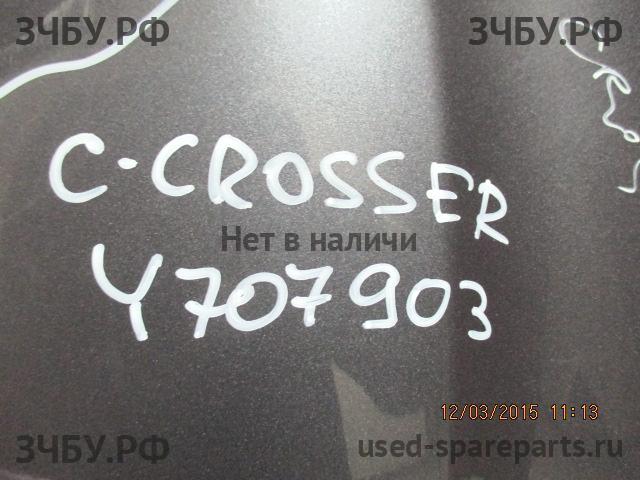 ЗЧБУ.РФ
ЗЧБУ.РФ
C-CROSSER
Нет в наличи
Y707903
12/03/2015 11:13
ЗЧБУ.РФ
used-spareparts.ru